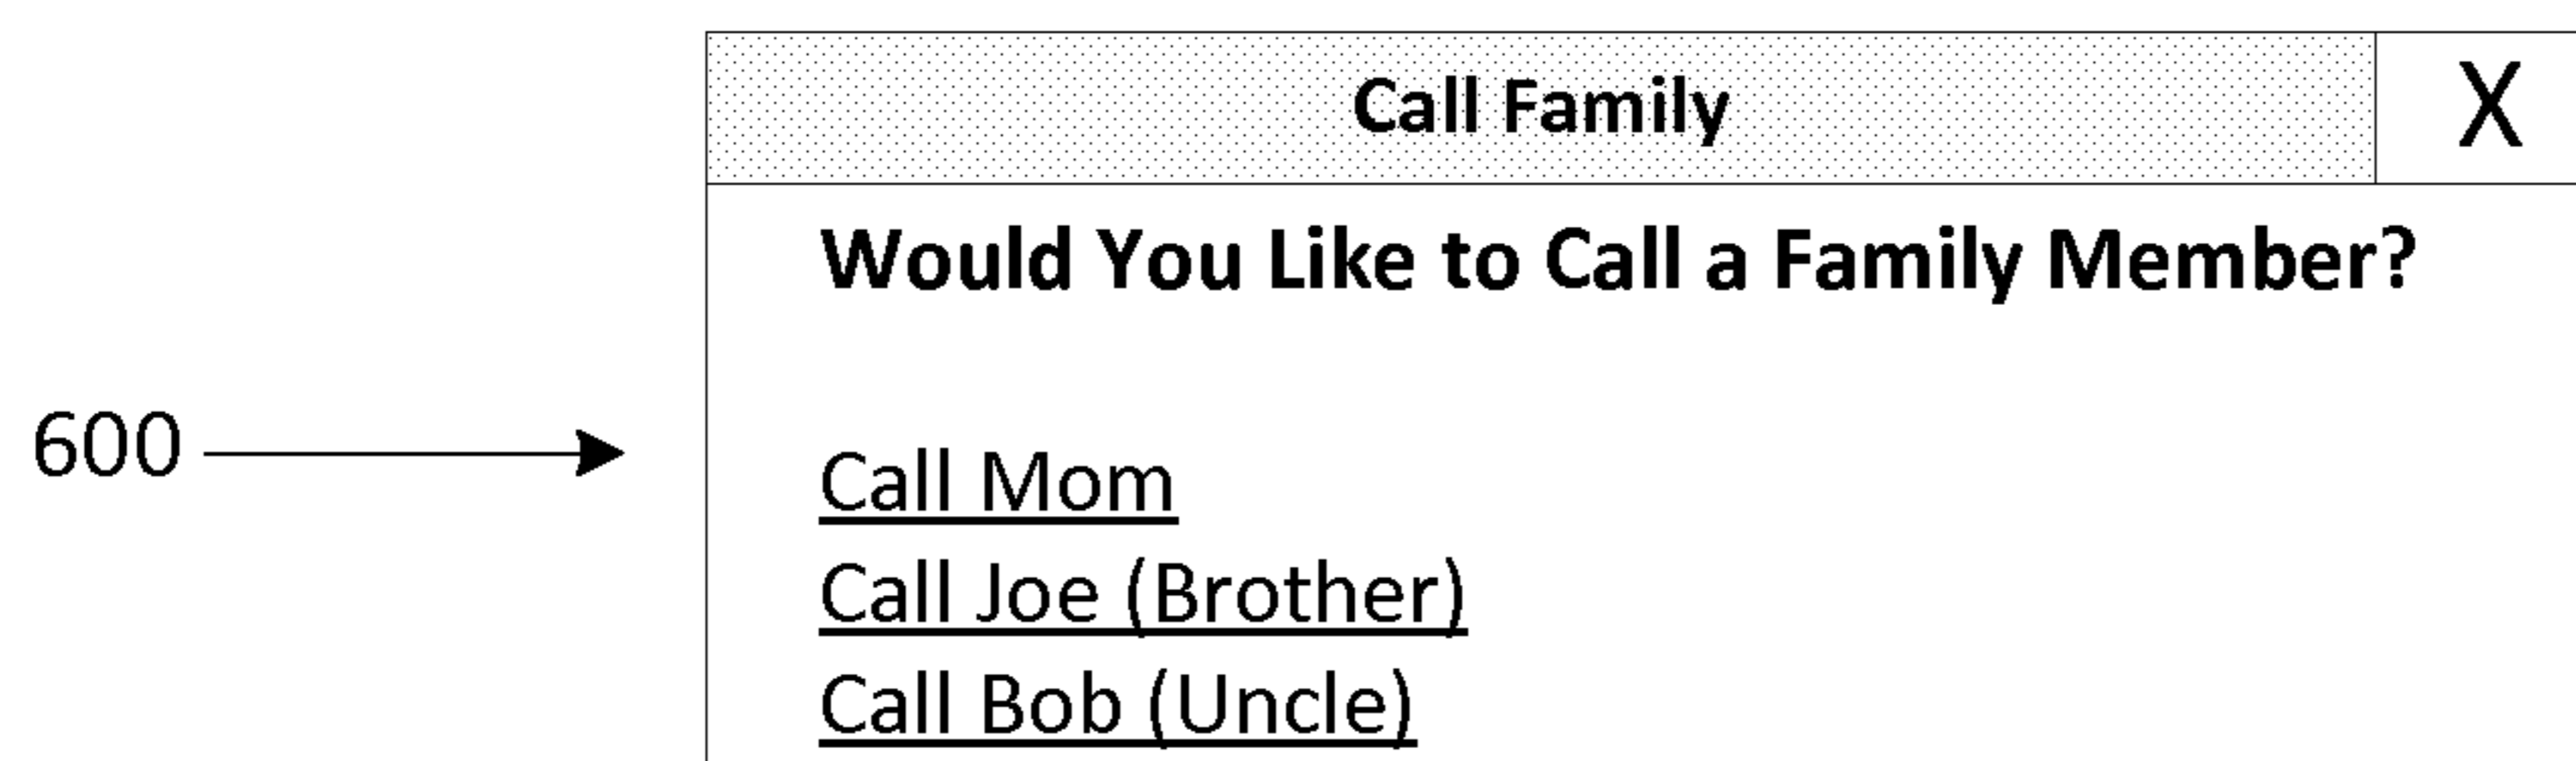 Call Family X
Would You Like to Call a Family Member?
600
Call Mom
Call Joe (Brother)
Call Bob (Uncle)